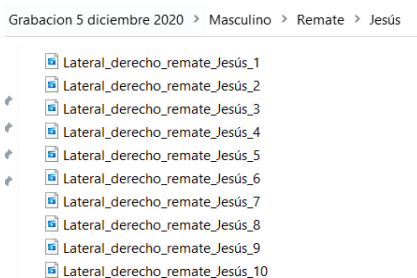 Grabacion 5 diciembre 2020 > Masculino > Remate > Jesús
Lateral_derecho_remate_Jesús_1
Lateral_derecho_remate_Jesús_2
Lateral_derecho_remate_Jesús_3
Lateral_derecho_remate_Jesús_4
Lateral_derecho_remate_Jesús_5
Lateral_derecho_remate_Jesús_6
Lateral_derecho_remate_Jesús_7
Lateral_derecho_remate_Jesús_8
Lateral_derecho_remate_Jesús_9
Lateral_derecho_remate_Jesús_10